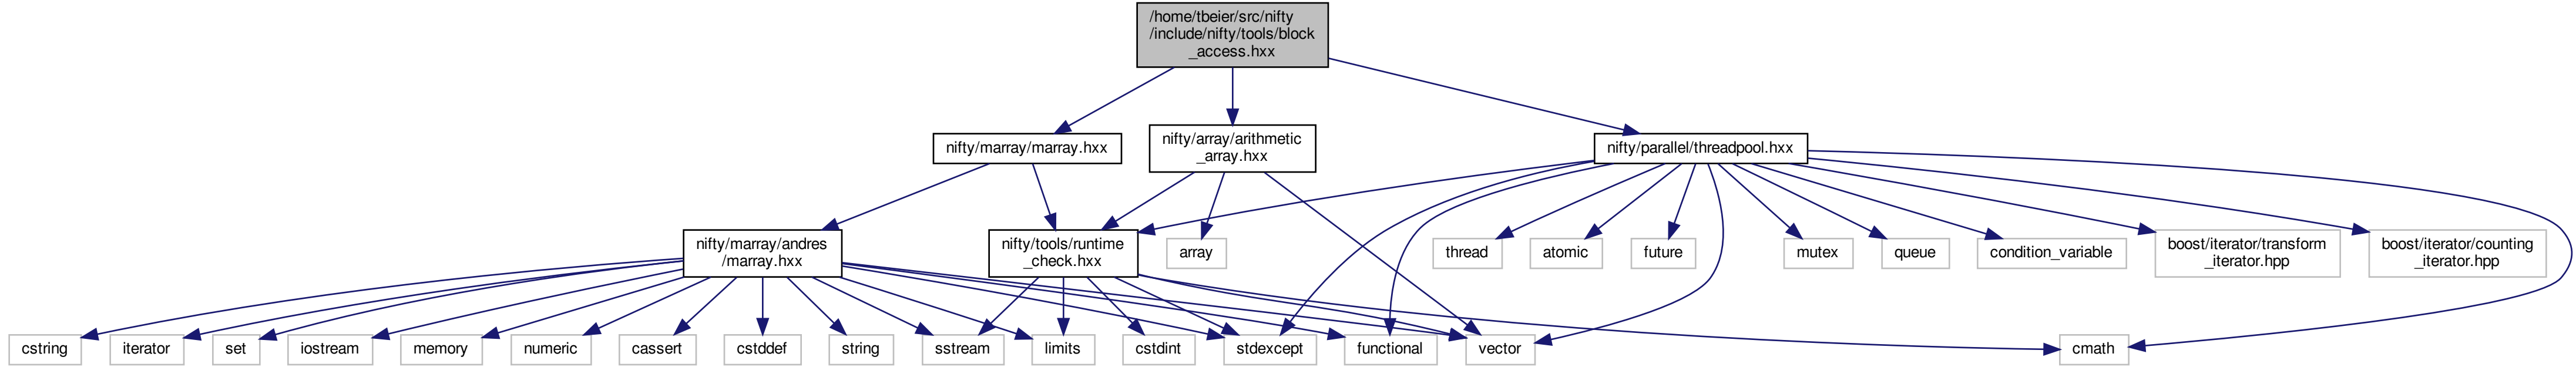 /home/tbeier/src/nifty
/include/nifty/tools/block
_access.hxx
nifty/marray/marray.hxx
nifty/array/arithmetic
_array.hxx
nifty/parallel/threadpool.hxx
nifty/marray/andres
/marray.hxx
nifty/tools/runtime
_check.hxx
array
thread
atomic
future
mutex
queue
condition_variable
boost/iterator/transform
_iterator.hpp
boost/iterator/counting
_iterator.hpp
cstring
iterator
set
iostream
memory
numeric
cassert
cstddef
string
sstream
limits
cstdint
stdexcept
functional
vector
cmath